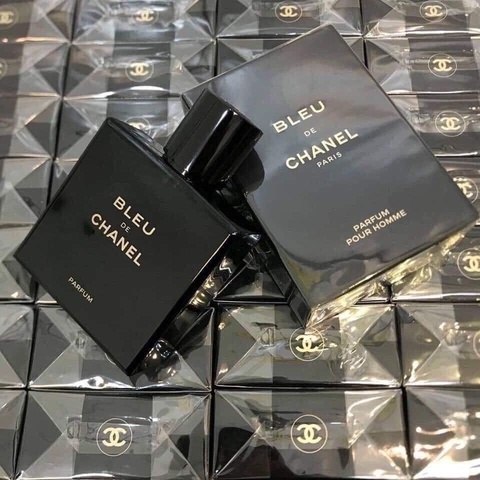 BLEU
DE
CHANEL
PARFUM
BLEU
DE
CHANEL
PARIS
PARFUM
POUR HOMME